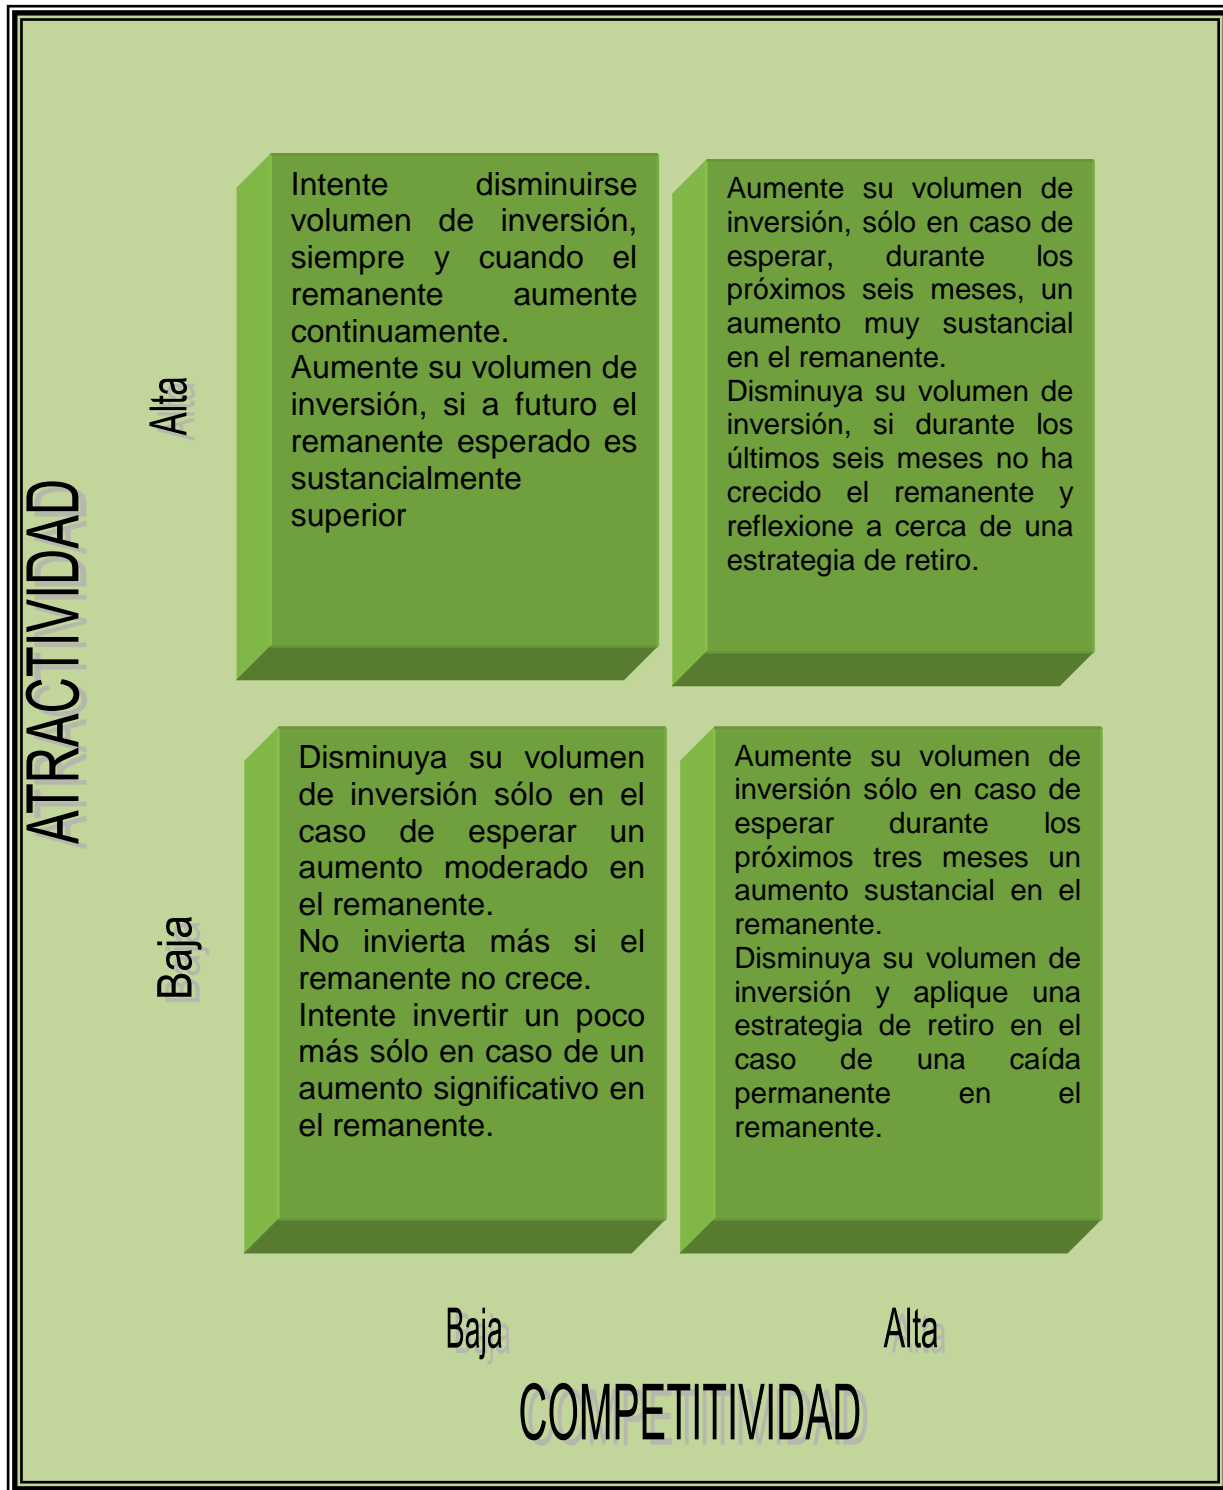 Intente disminuirse
volumen de inversión,
siempre y cuando el
remanente aumente
continuamente.
Aumente su volumen de
inversión, si a futuro el
remanente esperado es
sustancialmente
superior
Aumente su volumen de
inversión, sólo en caso de
esperar, durante los
próximos seis meses, un
aumento muy sustancial
en el remanente.
Disminuya su volumen de
inversión, si durante los
últimos seis meses no ha
crecido el remanente y
reflexione a cerca de una
estrategia de retiro.
Alta
ATRACTIVIDAD
Baja
Disminuya su volumen
de inversión sólo en el
caso de esperar un
aumento moderado en
el remanente.
No invierta más si el
remanente no crece.
Intente invertir un poco
más sólo en caso de un
aumento significativo en
el remanente.
Aumente su volumen de
inversión sólo en caso de
esperar durante los
próximos tres meses un
aumento sustancial en el
remanente.
Disminuya su volumen de
inversión y aplique una
estrategia de retiro en el
caso de una caída
permanente en el
remanente.
Baja
Alta
COMPETITIVIDAD